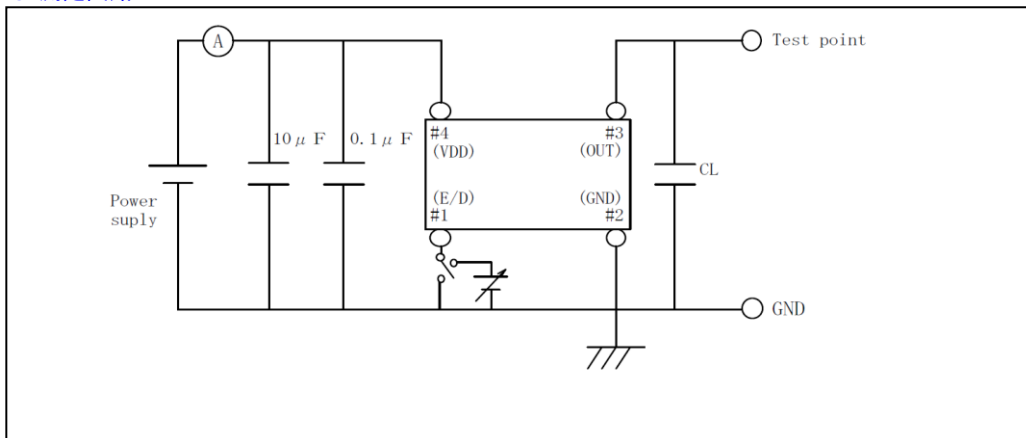 A
Test point
10μF
0.1μF
#4
(VDD)
#3
(OUT)
CL
(E/D)
#1
(GND)
#2
Power
suply
GND